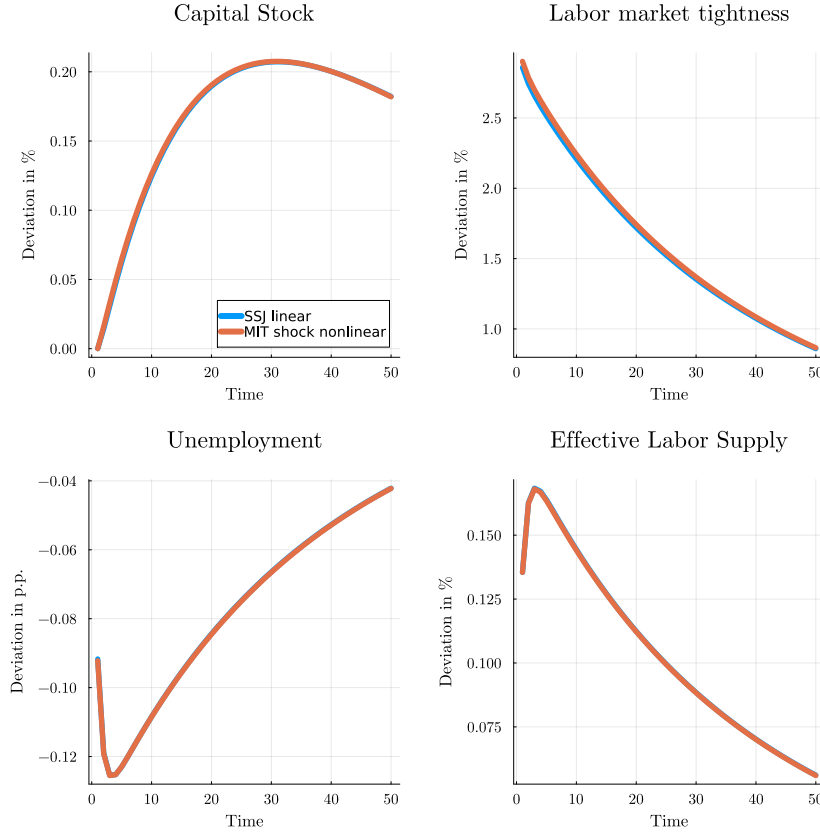 Capital Stock
Deviation in %
0.20
0.15
0.10
0.05
0.00
SSJ linear
MIT shock nonlinear
0 10 20 30 40 50
Time
Labor market tightness
Deviation in %
2.5
2.0
1.5
1.0
0 10 20 30 40 50
Time
Unemployment
Deviation in p.p.
−0.04
−0.06
−0.08
−0.10
−0.12
0 10 20 30 40 50
Time
Effective Labor Supply
Deviation in %
0.150
0.125
0.100
0.075
0 10 20 30 40 50
Time